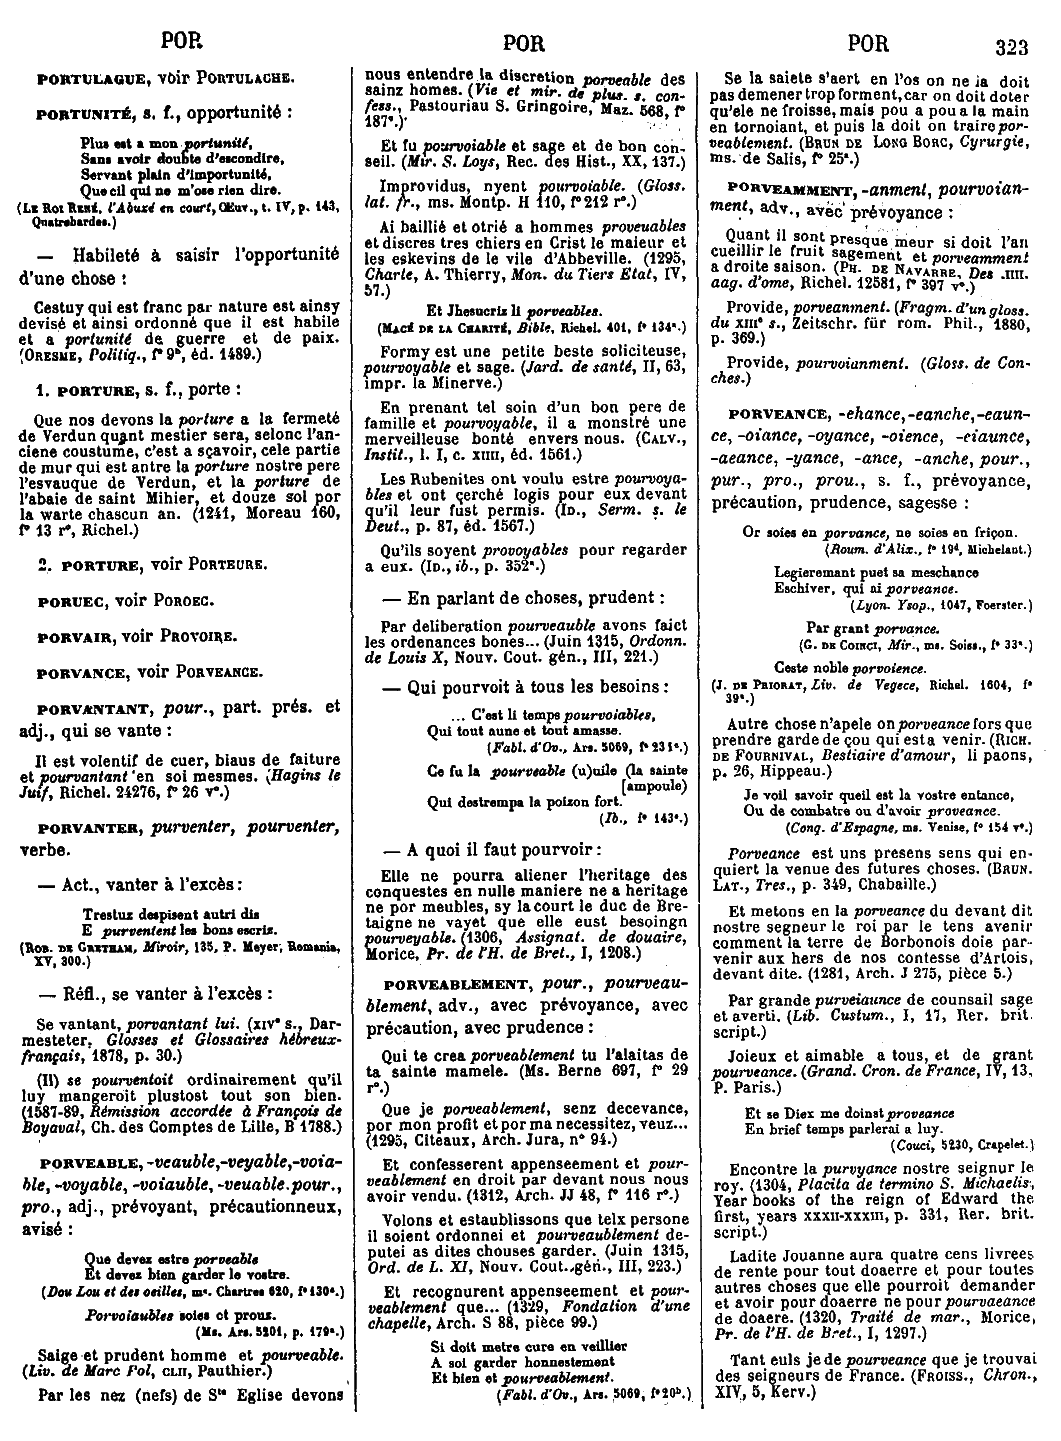 POR
POR
POR
323
PORTULAGUE, voir PORTULACHE.
PORTUNITÉ, s. f., opportunité :
Plus est a mon portunité,
Sans avoir doubte d'escondire,
Servant plain d'importunité,
Que cil qui ne m'ose rien dire.
(LE ROI RENÉ, l'Abuzé en court, Œuv., t. IV, p. 143,
Quatrebardes.)
— Habileté à saisir l'opportunité
d'une chose :
Cestuy qui est franc par nature est ainsy
devisé et ainsi ordonné que il est habile
et a portunité de guerre et de paix.
(ORESME, Politiq., f° 9ᵇ, éd. 1489.)
1. PORTURE, s. f., porte :
Que nos devons la porture a la fermeté
de Verdun quant mestier sera, selonc l'an-
ciene coustume, c'est a sçavoir, cele partie
de mur qui est antre la porture nostre pere
l'esvauque de Verdun, et la porture de
l'abaie de saint Mihier, et douze sol por
la warte chascun an. (1241, Moreau 160,
f° 13 r°, Richel.)
2. PORTURE, voir PORTEURE.
PORUEC, voir POROEC.
PORVAIR, voir PROVOIRE.
PORVANCE, voir PORVEANCE.
PORVANTANT, pour., part. prés. et
adj., qui se vante :
Il est volentif de cuer, biaus de faiture
et pourvantant en soi mesmes. (Hagins le
Juif, Richel. 24276, f° 26 v°.)
PORVANTER, purventer, pourventer,
verbe.
— Act., vanter à l'excès :
Trestuz despisent autri dis
E purventent les bons escriz.
(ROB. DE GRETHAM, Miroir, 135, P. Meyer, Romania,
XV, 300.)
— Réfl., se vanter à l'excès :
Se vantant, porvantant lui. (XIVᵉ s., Dar-
mesteter, Glosses et Glossaires hébreux-
français, 1878, p. 30.)
(Il) se pourventoit ordinairement qu'il
luy mangeroit plustost tout son bien.
(1587-89, Rémission accordée à François de
Boyaval, Ch. des Comptes de Lille, B 1788.)
PORVEABLE, -veauble, -veyable, -voia-
ble, -voyable, -voiauble, -veuable. pour.,
pro., adj., prévoyant, précautionneux,
avisé :
Que devez estre porveable
Et devez bien garder le vostre.
(Dou Lou et des oeilles, ms. Chartres 620, f° 130ᵃ.)
Porvoiaubles soies et prouz.
(Ms. Ars. 5201, p. 179ᵃ.)
Saige et prudent homme et pourveable.
(Liv. de Marc Pol, CLII, Pauthier.)
Par les nez (nefs) de Sᵗᵉ Eglise devons
nous entendre la discretion porveable des
sainz homes. (Vie et mir. de plus. s. con-
fess., Pastouriau S. Gringoire, Maz. 568, f°
187ᵃ.)
Et fu pourvoiable et sage et de bon con-
seil. (Mir. S. Loys, Rec. des Hist., XX, 137.)
Improvidus, nyent pourvoiable. (Gloss.
lat. fr., ms. Montp. H 110, f° 212 r°.)
Ai baillié et otrié a hommes proveuables
et discres tres chiers en Crist le maieur et
les eskevins de le vile d'Abbeville. (1295,
Charte, A. Thierry, Mon. du Tiers Etat, IV,
57.)
Et Jhesucriz li porveables.
(MACÉ DE LA CHARITÉ, Bible, Richel. 401, f° 134ᵃ.)
Formy est une petite beste soliciteuse,
pourvoyable et sage. (Jard. de santé, II, 63,
impr. la Minerve.)
En prenant tel soin d'un bon pere de
famille et pourvoyable, il a monstré une
merveilleuse bonté envers nous. (CALV.,
Instit., l. I, c. XIIII, éd. 1561.)
Les Rubenites ont voulu estre pourvoya-
bles et ont çerché logis pour eux devant
qu'il leur fust permis. (ID., Serm. s. le
Deut., p. 87, éd. 1567.)
Qu'ils soyent provoyables pour regarder
a eux. (ID., ib., p. 352ᵃ.)
— En parlant de choses, prudent :
Par deliberation pourveauble avons faict
les ordenances bones... (Juin 1315, Ordonn.
de Louis X, Nouv. Cout. gén., III, 221.)
— Qui pourvoit à tous les besoins :
... C'est li temps pourvoiables,
Qui tout aune et tout amasse.
(Fabl. d'Ov., Ars. 5069, f° 231ᵃ.)
Ce fu la pourveable (u)uile (la sainte
[ampoule)
Qui destrempa la poizon fort.
(Ib., f° 143ᵃ.)
— A quoi il faut pourvoir :
Elle ne pourra aliener l'heritage des
conquestes en nulle maniere ne a heritage
ne por meubles, sy la court le duc de Bre-
taigne ne vayet que elle eust besoingn
pourveyable. (1306, Assignat. de douaire,
Morice, Pr. de l'H. de Bret., I, 1208.)
PORVEABLEMENT, pour., pourveau-
blement, adv., avec prévoyance, avec
précaution, avec prudence :
Qui te crea porveablement tu l'alaitas de
ta sainte mamele. (Ms. Berne 697, f° 29
r°.)
Que je porveablement, senz decevance,
por mon profit et por ma necessitez, veuz...
(1295, Citeaux, Arch. Jura, n° 94.)
Et confesserent appenseement et pour-
veablement en droit par devant nous nous
avoir vendu. (1312, Arch. JJ 48, f° 116 r°.)
Volons et estaublissons que telx persone
il soient ordonnei et pourveaublement de-
putei as dites chouses garder. (Juin 1315,
Ord. de L. XI, Nouv. Cout. gén., III, 223.)
Et recognurent appenseement et pour-
veablement que... (1329, Fondation d'une
chapelle, Arch. S 88, pièce 99.)
Si doit metre cure en veillier
A soi garder honnestement
Et bien et pourveablement.
(Fabl. d'Ov., Ars. 5069, f° 20ᵇ.)
Se la saiete s'aert en l'os on ne la doit
pas demener trop forment, car on doit doter
qu'ele ne froisse, mais pou a pou a la main
en tornoiant, et puis la doit on traire por-
veablement. (BRUN DE LONG BORC, Cyrurgie,
ms. de Salis, f° 25ᵃ.)
PORVEAMMENT, -anment, pourvoian-
ment, adv., avec prévoyance :
Quant il sont presque meur si doit l'an
cueillir le fruit sagement et porveamment
a droite saison. (PH. DE NAVARRE, Des .IIII.
aag. d'ome, Richel. 12581, f° 397 v°.)
Provide, porveanment. (Fragm. d'un gloss.
du XIIIᵉ s., Zeitschr. für rom. Phil., 1880,
p. 369.)
Provide, pourvoianment. (Gloss. de Con-
ches.)
PORVEANCE, -ehance, -eanche, -eaun-
ce, -oiance, -oyance, -oience, -eiaunce,
-aeance, -yance, -ance, -anche, pour.,
pur., pro., prou., s. f., prévoyance,
précaution, prudence, sagesse :
Or soies en porvance, ne soies en friçon.
(Roum. d'Alix., f° 19ᵈ, Michelant.)
Legieremant puet sa meschance
Eschiver, qui ai porveance.
(Lyon. Ysop., 1047, Foerster.)
Par grant porvance.
(G. DE COINCI, Mir., ms. Soiss., f° 33ᵃ.)
Ceste noble porvoience.
(J. DE PRIORAT, Liv. de Vegece, Richel. 1604, f°
39ᵃ.)
Autre chose n'apele on porveance fors que
prendre garde de çou qui est a venir. (RICH.
DE FOURNIVAL, Bestiaire d'amour, li paons,
p. 26, Hippeau.)
Je voil savoir queil est la vostre entance,
Ou de combatre ou d'avoir proveance.
(Conq. d'Espagne, ms. Venise, f° 154 v°.)
Porveance est uns presens sens qui en-
quiert la venue des futures choses. (BRUN.
LAT., Tres., p. 349, Chabaille.)
Et metons en la porveance du devant dit
nostre segneur le roi par le tens avenir
comment la terre de Borbonois doie par-
venir aux hers de nos contesse d'Artois,
devant dite. (1281, Arch. J 275, pièce 5.)
Par grande purveiaunce de counsail sage
et averti. (Lib. Custum., I, 17, Rer. brit.
script.)
Joieux et aimable a tous, et de grant
pourveance. (Grand. Cron. de France, IV, 13,
P. Paris.)
Et se Diex me doinst proveance
En brief temps parlerai a luy.
(Couci, 5230, Crapelet.)
Encontre la purvyance nostre seignur le
roy. (1304, Placita de termino S. Michaelis,
Year books of the reign of Edward the
first, years XXXII-XXXIII, p. 331, Rer. brit.
script.)
Ladite Jouanne aura quatre cens livrees
de rente pour tout doaerre et pour toutes
autres choses que elle pourroit demander
et avoir pour doaerre ne pour pourvaeance
de doaere. (1320, Traité de mar., Morice,
Pr. de l'H. de Bret., I, 1297.)
Tant euls je de pourveance que je trouvai
des seigneurs de France. (FROISS., Chron.,
XIV, 5, Kerv.)